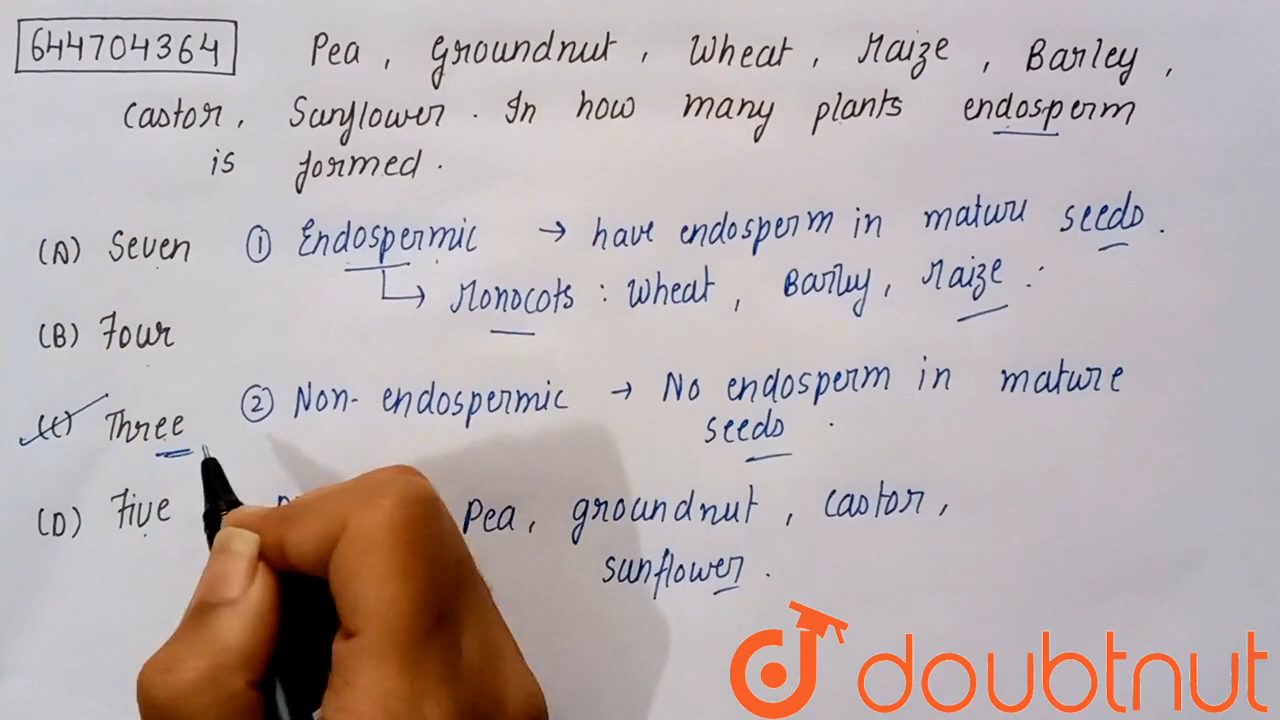 644704364 Pea, Groundnut, Wheat, Maize, Barley,
Castor, Sunflower. In how many plants endosperm
is formed.
(A) Seven ① Endospermic → have endosperm in mature seeds.
↳ Monocots: Wheat, Barley, Maize:
(B) Four
② Non-endospermic → No endosperm in mature
(C) Three seeds.
(D) Five Pea, groundnut, castor,
sunflower.
doubtnut